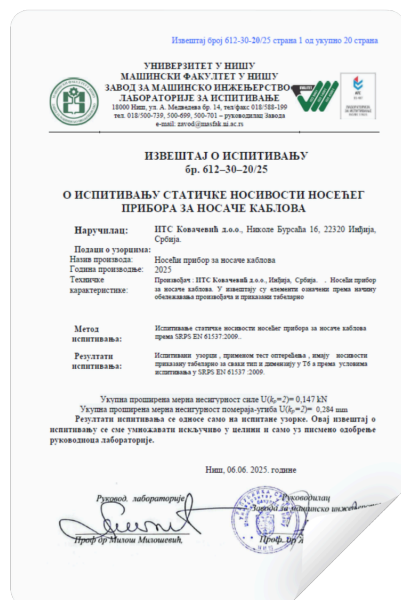 Извештај број 612-30-20/25 страна 1 од укупно 20 страна
УНИВЕРЗИТЕТ У НИШУ
МАШИНСКИ ФАКУЛТЕТ У НИШУ
ЗАВОД ЗА МАШИНСКО ИНЖЕЊЕРСТВО
ЛАБОРАТОРИЈЕ ЗА ИСПИТИВАЊЕ
18000 Ниш, ул. А. Медведева бр. 14, тел/факс 018/588-199
тел. 018/500-739, 500-699, 500-701 – руководилац Завода
e-mail: zavod@masfak.ni.ac.rs
ИЗВЕШТАЈ О ИСПИТИВАЊУ
бр. 612–30–20/25
О ИСПИТИВАЊУ СТАТИЧКЕ НОСИВОСТИ НОСЕЋЕГ
ПРИБОРА ЗА НОСАЧЕ КАБЛОВА
Наручилац: ИТС Ковачевић д.о.о., Николе Бурсаћа 16, 22320 Инђија,
Србија.
Подаци о узорцима:
Назив производа: Носећи прибор за носаче каблова
Година производње: 2025
Техничке карактеристике: Произвођач : ИТС Ковачевић д.о.о., Инђија, Србија. . Носећи прибор
за носаче каблова. У извештају су елементи означени према начину
обележавања произвођача и приказани табеларно
Метод испитивања: Испитивање статичке носивости носећег прибора за носаче каблова
према SRPS EN 61537:2009..
Резултати испитивања: Испитивани узорци , применом тест оптерећења , имају носивости
приказану табеларно за сваки тип и димензију у Тб а према условима
испитивања у SRPS EN 61537 :2009.
Укупна проширена мерна несигурност силе U(kp=2)= 0,147 kN
Укупна проширена мерна несигурност помераја-угиба U(kp=2)= 0,284 mm
Резултати испитивања се односе само на испитане узорке. Овај извештај о
испитивању се сме умножавати искључиво у целини и само уз писмено одобрење
руководиоца лабораторије.
Ниш, 06.06. 2025. године
Руковод. лабораторије
Руководилац
Завода за машинско инжењерс
Проф др Милош Милошевић,
Проф. др